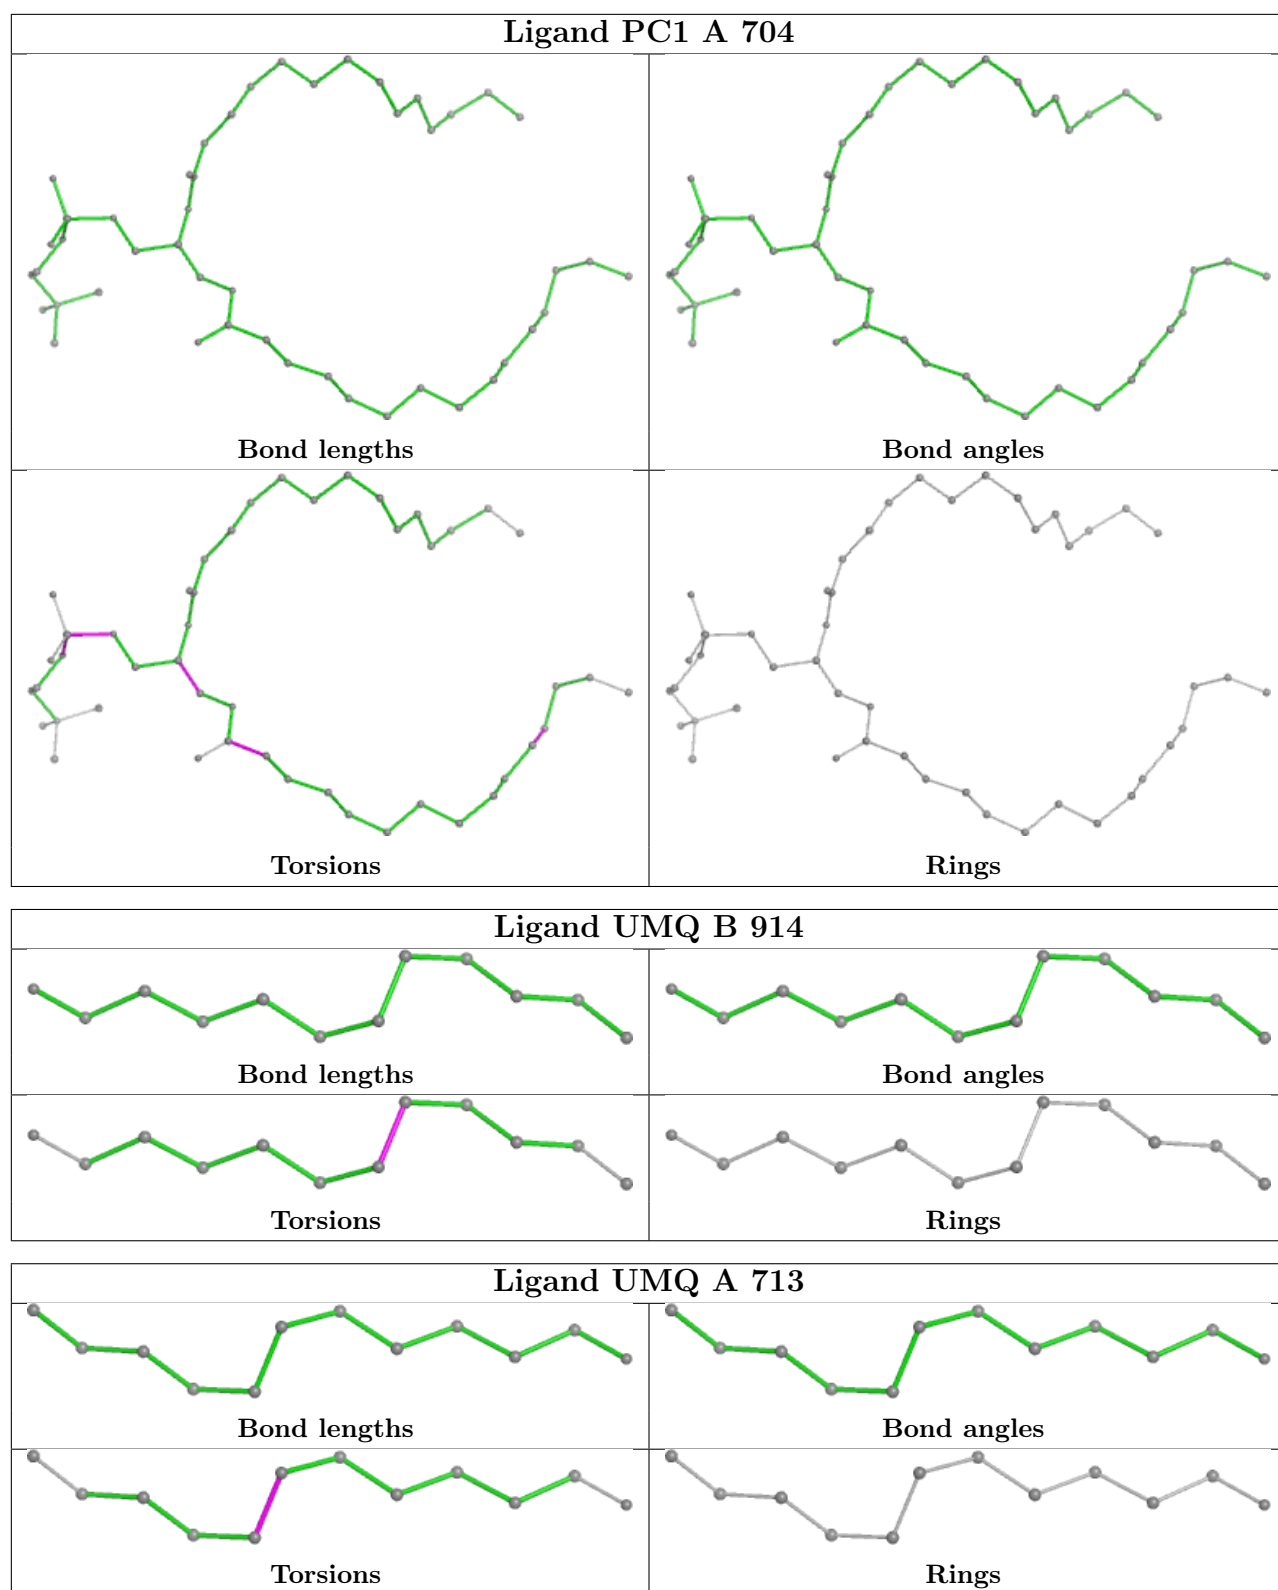 Ligand PC1 A 704
Bond lengths
Bond angles
Torsions
Rings
Ligand UMQ B 914
Bond lengths
Bond angles
Torsions
Rings
Ligand UMQ A 713
Bond lengths
Bond angles
Torsions
Rings